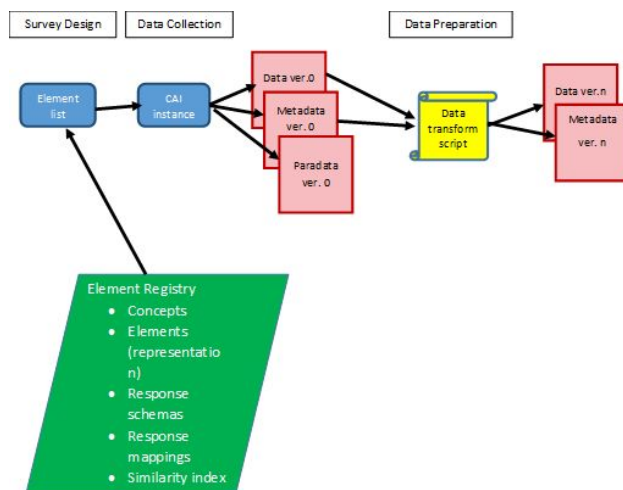 Survey Design
Data Collection
Data Preparation
Element
list
CAI
instance
Data ver.0
Metadata
ver. 0
Paradata
ver. 0
Data
transform
script
Data ver.n
Metadata
ver. n
Element Registry
• Concepts
• Elements
(representatio
n)
• Response
schemas
• Response
mappings
• Similarity index